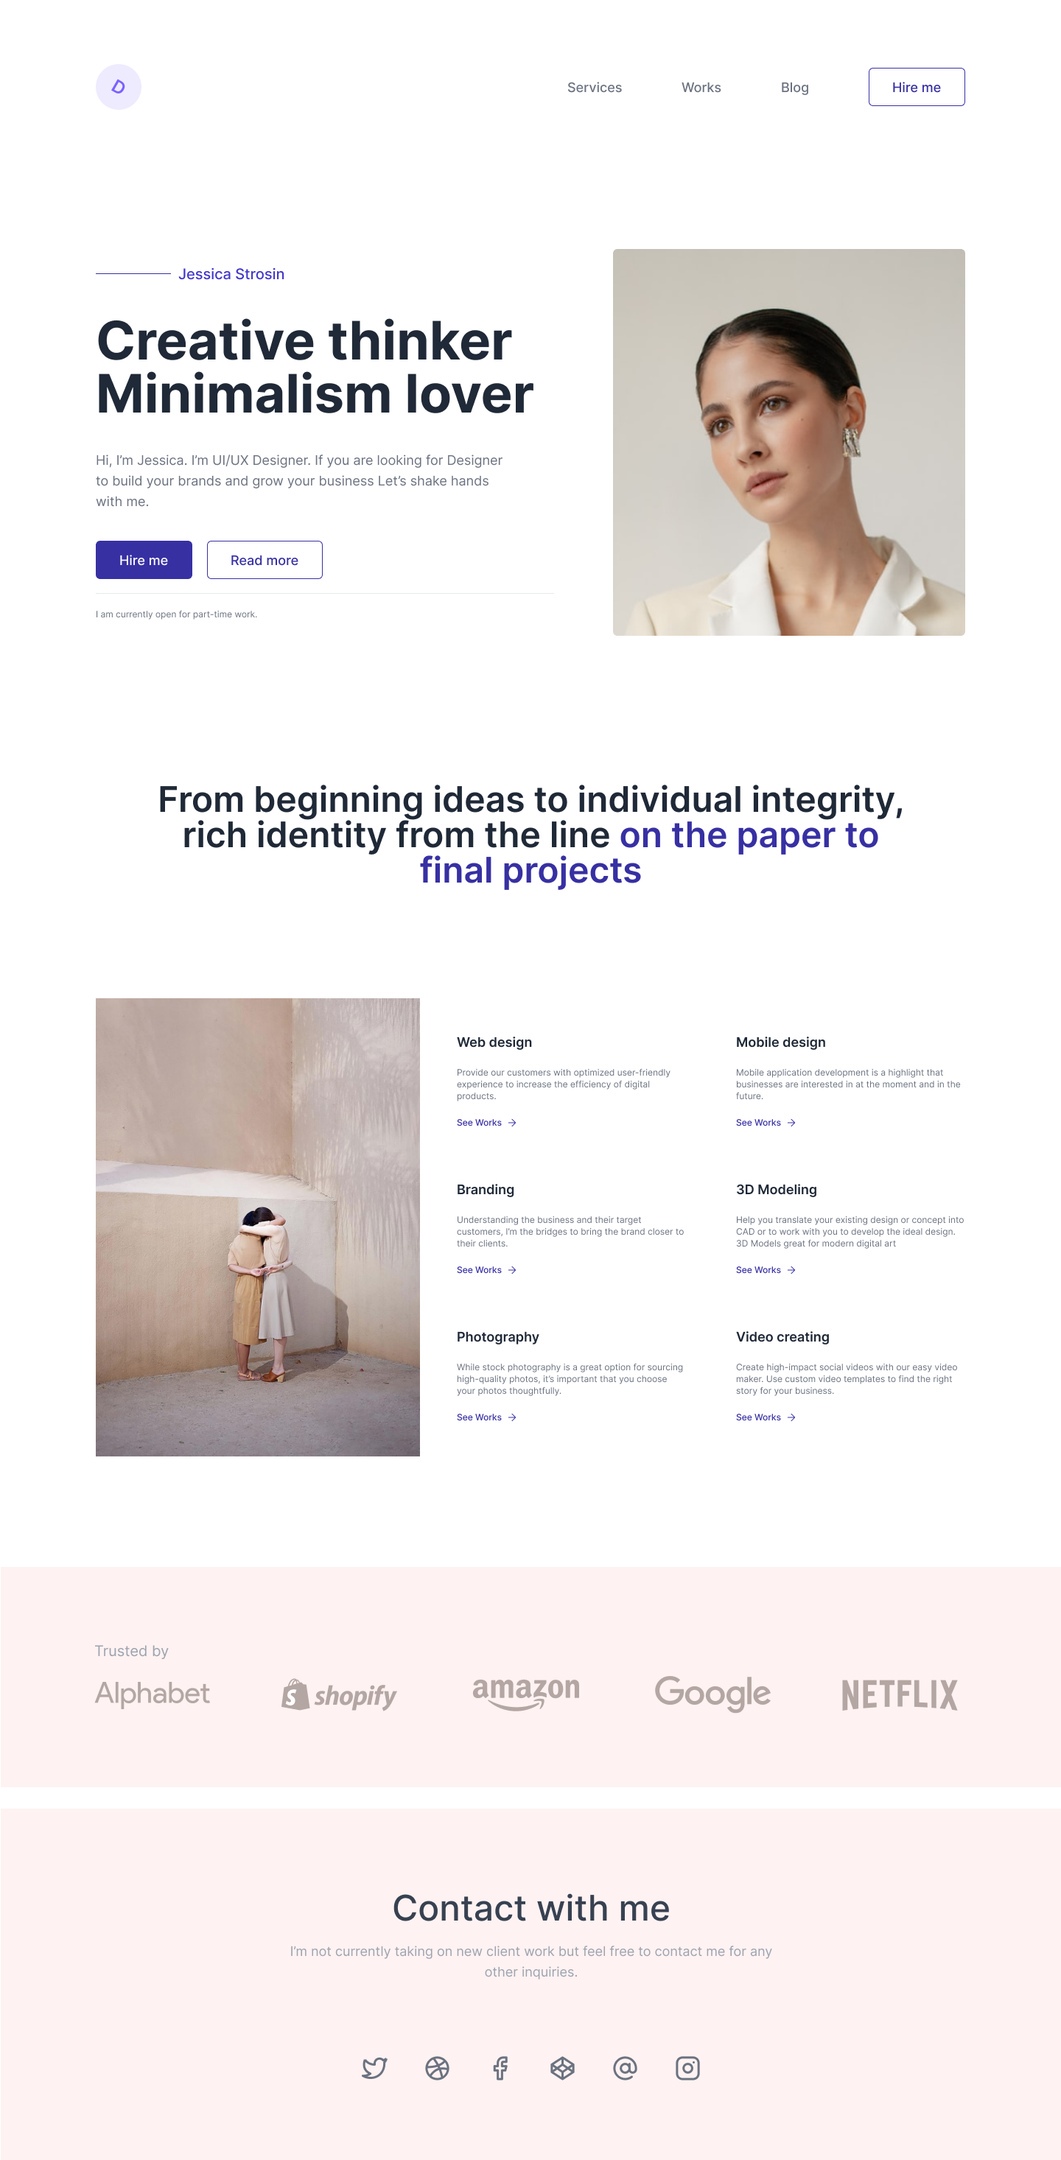 D
Services
Works
Blog
Hire me
Jessica Strosin
Creative thinker
Minimalism lover
Hi, I’m Jessica. I’m UI/UX Designer. If you are looking for Designer
to build your brands and grow your business Let’s shake hands
with me.
Hire me
Read more
I am currently open for part-time work.
From beginning ideas to individual integrity,
rich identity from the line on the paper to
final projects
Web design
Provide our customers with optimized user-friendly
experience to increase the efficiency of digital
products.
See Works
Mobile design
Mobile application development is a highlight that
businesses are interested in at the moment and in the
future.
See Works
Branding
Understanding the business and their target
customers, I’m the bridges to bring the brand closer to
their clients.
See Works
3D Modeling
Help you translate your existing design or concept into
CAD or to work with you to develop the ideal design.
3D Models great for modern digital art
See Works
Photography
While stock photography is a great option for sourcing
high-quality photos, it’s important that you choose
your photos thoughtfully.
See Works
Video creating
Create high-impact social videos with our easy video
maker. Use custom video templates to find the right
story for your business.
See Works
Trusted by
Alphabet
shopify
amazon
Google
NETFLIX
Contact with me
I’m not currently taking on new client work but feel free to contact me for any
other inquiries.